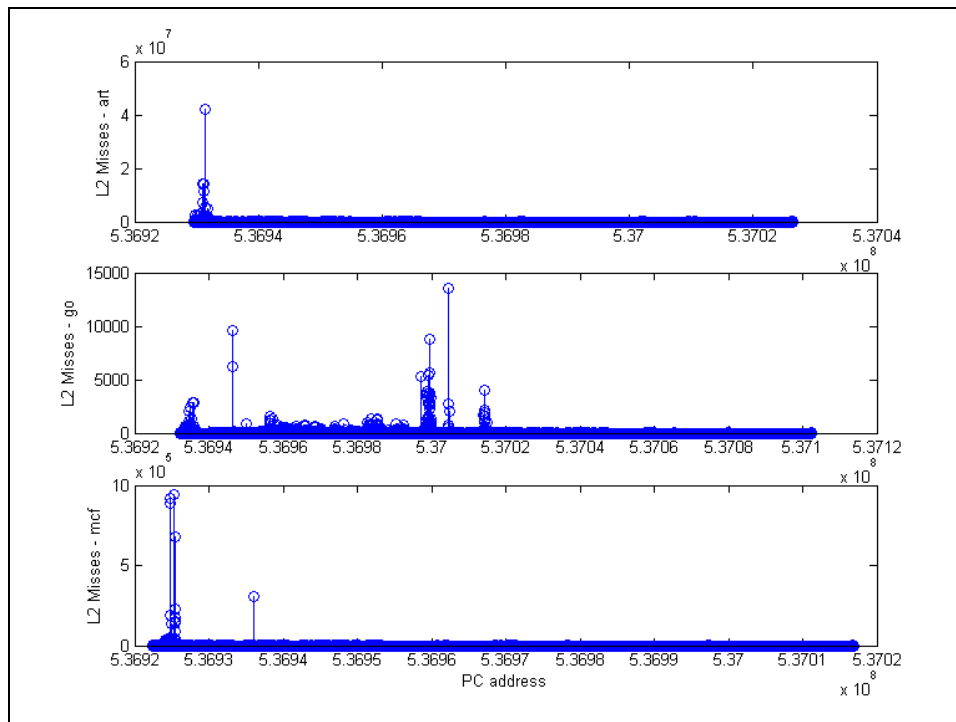 x 10^7
6
4
2
0
L2 Misses - art
5.3692 5.3694 5.3696 5.3698 5.37 5.3702 5.3704
x 10^8
15000
10000
5000
0
L2 Misses - go
5.3692 5.3694 5.3696 5.3698 5.37 5.3702 5.3704 5.3706 5.3708 5.371 5.3712
x 10^8
x 10^5
10
5
0
L2 Misses - mcf
5.3692 5.3693 5.3694 5.3695 5.3696 5.3697 5.3698 5.3699 5.37 5.3701 5.3702
PC address
x 10^8